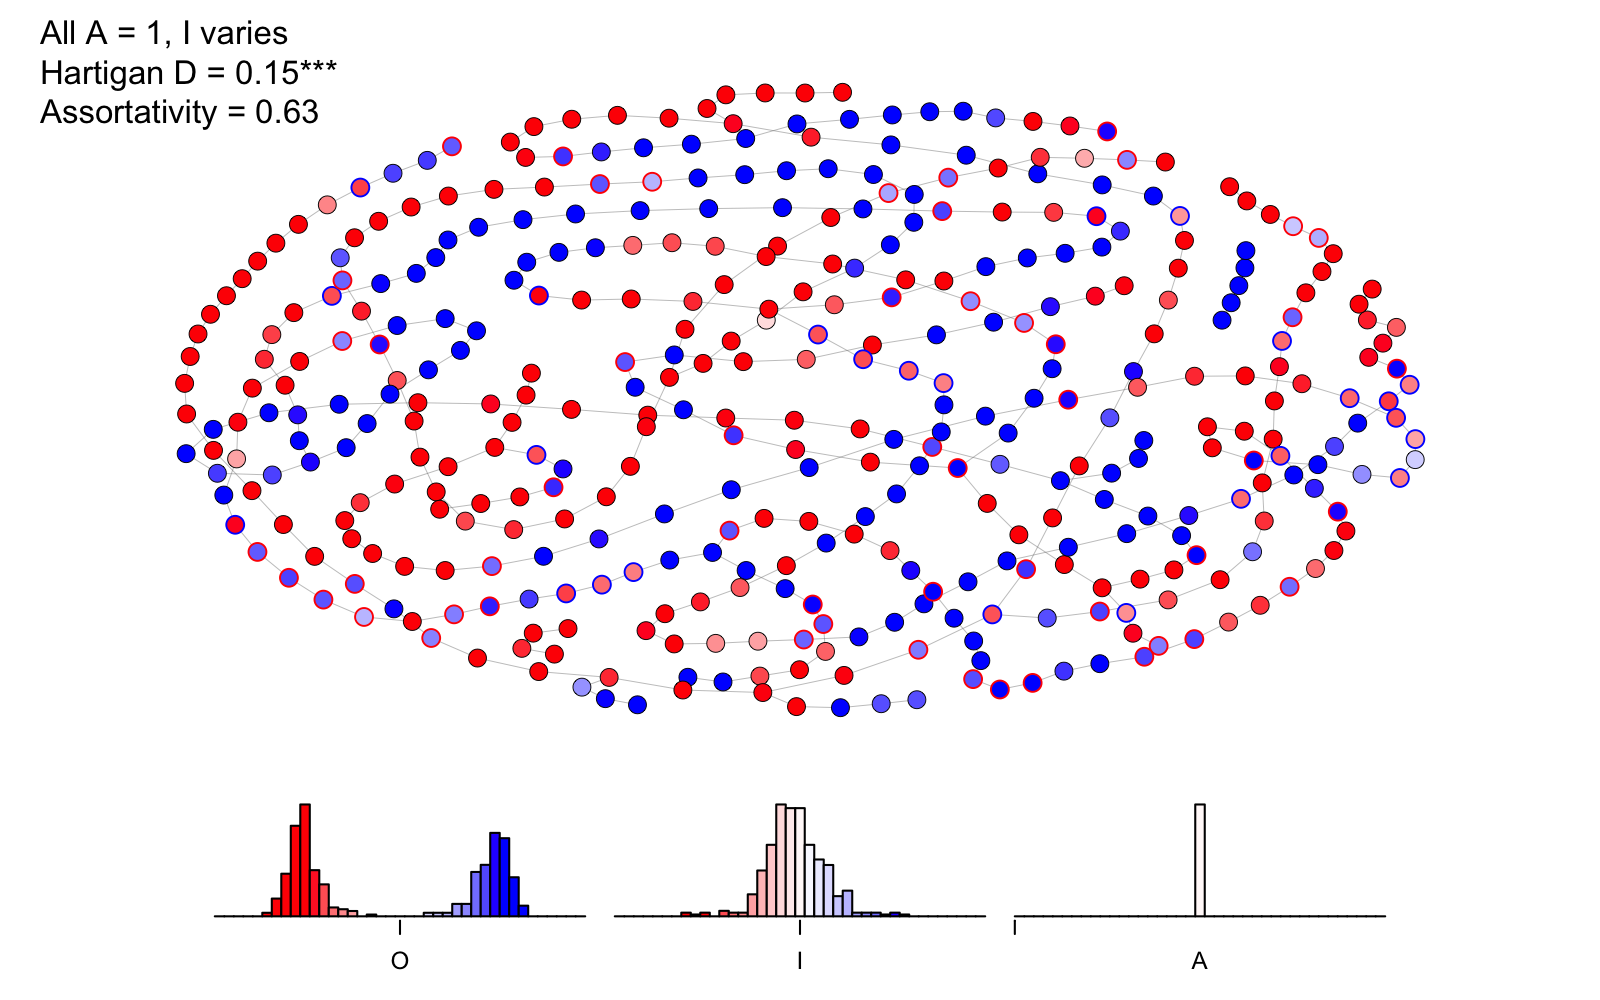 All A = 1, I varies
Hartigan D = 0.15***
Assortativity = 0.63
O
I
A